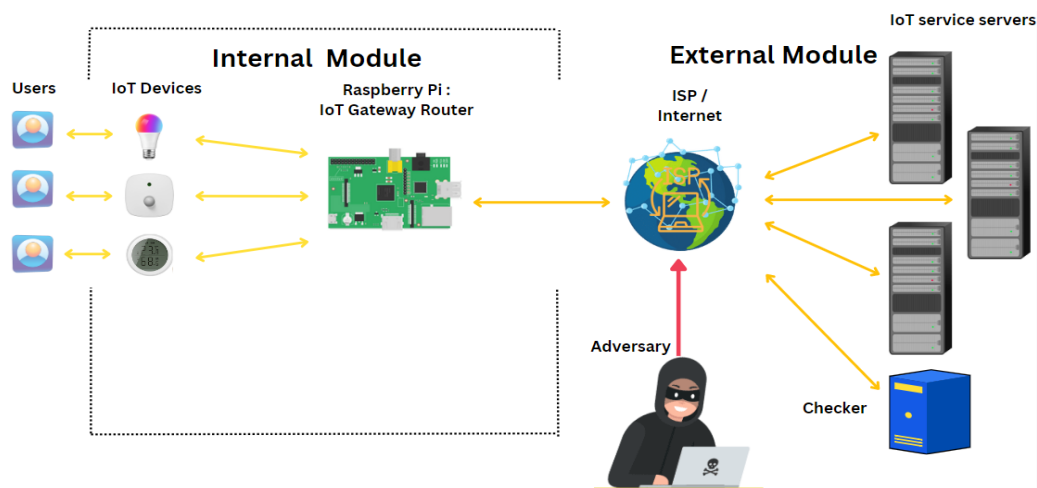 IoT service servers
Internal  Module
External Module
Users
IoT Devices
Raspberry Pi :
IoT Gateway Router
ISP /
Internet
ISP
Adversary
Checker